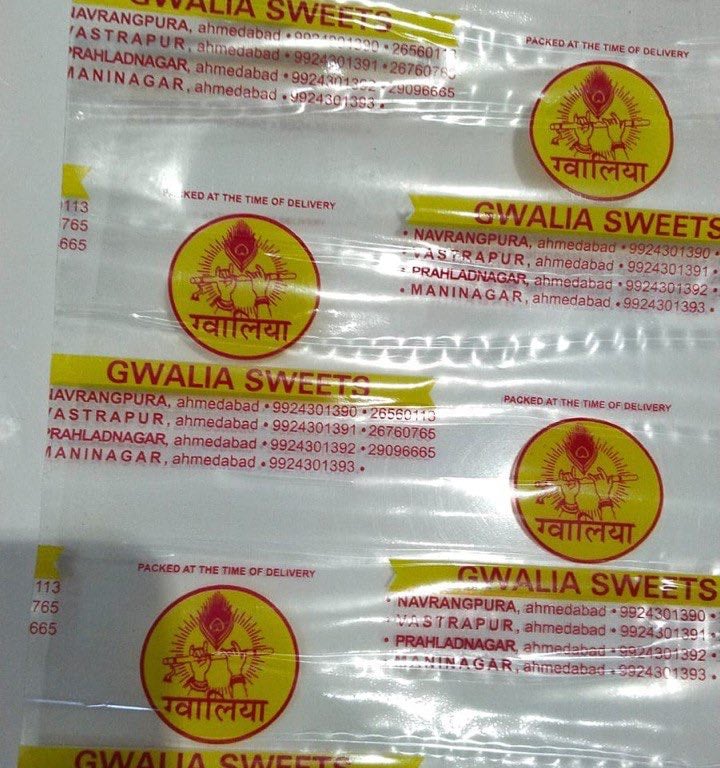 GWALIA SWEETS
NAVRANGPURA, ahmedabad • 9924301390 • 2656011
VASTRAPUR, ahmedabad • 9924301391 • 26760765
PRAHLADNAGAR, ahmedabad • 9924301392 • 29096665
MANINAGAR, ahmedabad • 9924301393 •
PACKED AT THE TIME OF DELIVERY
ग्वालिया
113
765
665
PACKED AT THE TIME OF DELIVERY
ग्वालिया
GWALIA SWEETS
• NAVRANGPURA, ahmedabad • 9924301390 •
• VASTRAPUR, ahmedabad • 9924301391 •
• PRAHLADNAGAR, ahmedabad • 9924301392 •
• MANINAGAR, ahmedabad • 9924301393 •
GWALIA SWEETS
NAVRANGPURA, ahmedabad • 9924301390 • 26560113
VASTRAPUR, ahmedabad • 9924301391 • 26760765
PRAHLADNAGAR, ahmedabad • 9924301392 • 29096665
MANINAGAR, ahmedabad • 9924301393 •
PACKED AT THE TIME OF DELIVERY
ग्वालिया
113
765
665
PACKED AT THE TIME OF DELIVERY
ग्वालिया
GWALIA SWEETS
• NAVRANGPURA, ahmedabad • 9924301390 •
• VASTRAPUR, ahmedabad • 9924301391 •
• PRAHLADNAGAR, ahmedabad • 9924301392 •
• MANINAGAR, ahmedabad • 9924301393 •
GWALIA SWEETS